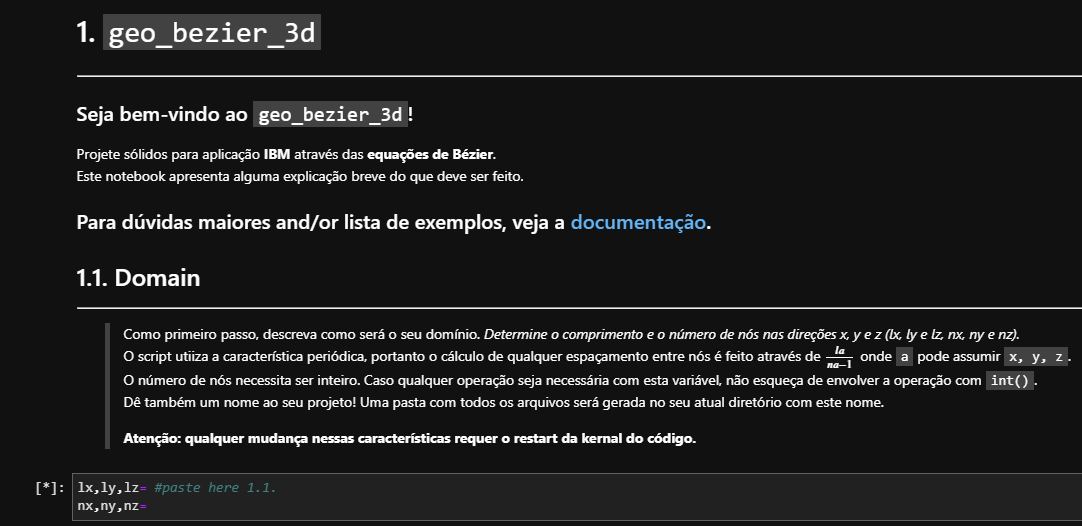 1. geo_bezier_3d
Seja bem-vindo ao geo_bezier_3d!
Projete sólidos para aplicação IBM através das equações de Bézier.
Este notebook apresenta alguma explicação breve do que deve ser feito.
Para dúvidas maiores and/or lista de exemplos, veja a documentação.
1.1. Domain
Como primeiro passo, descreva como será o seu domínio. Determine o comprimento e o número de nós nas direções x, y e z (lx, ly e lz, nx, ny e nz).
O script utiiza a característica periódica, portanto o cálculo de qualquer espaçamento entre nós é feito através de la/na−1 onde a pode assumir x, y, z.
O número de nós necessita ser inteiro. Caso qualquer operação seja necessária com esta variável, não esqueça de envolver a operação com int().
Dê também um nome ao seu projeto! Uma pasta com todos os arquivos será gerada no seu atual diretório com este nome.
Atenção: qualquer mudança nessas características requer o restart da kernal do código.
[*]: lx,ly,lz= #paste here 1.1.
nx,ny,nz=